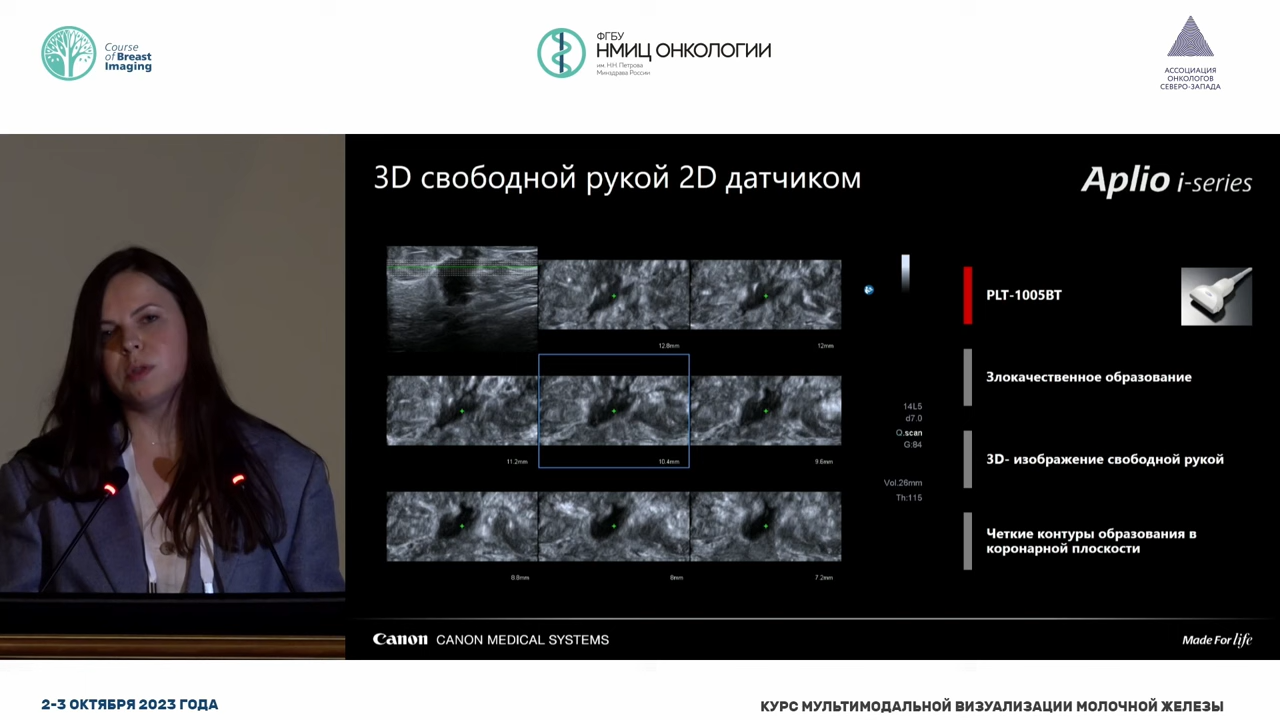 Course
of Breast
Imaging
ФГБУ
НМИЦ ОНКОЛОГИИ
им. Н.Н. Петрова
Минздрава России
АССОЦИАЦИЯ
ОНКОЛОГОВ
СЕВЕРО-ЗАПАДА
3D свободной рукой 2D датчиком
Aplio i-series
12.8mm
12mm
11.2mm
10.4mm
9.6mm
8.8mm
8mm
7.2mm
14L5
d7.0
O.scan
G:84
Vol.26mm
Th:115
PLT-1005BT
Злокачественное образование
3D- изображение свободной рукой
Четкие контуры образования в
коронарной плоскости
Canon CANON MEDICAL SYSTEMS
Made For life
2-3 ОКТЯБРЯ 2023 ГОДА
КУРС МУЛЬТИМОДАЛЬНОЙ ВИЗУАЛИЗАЦИИ МОЛОЧНОЙ ЖЕЛЕЗЫ